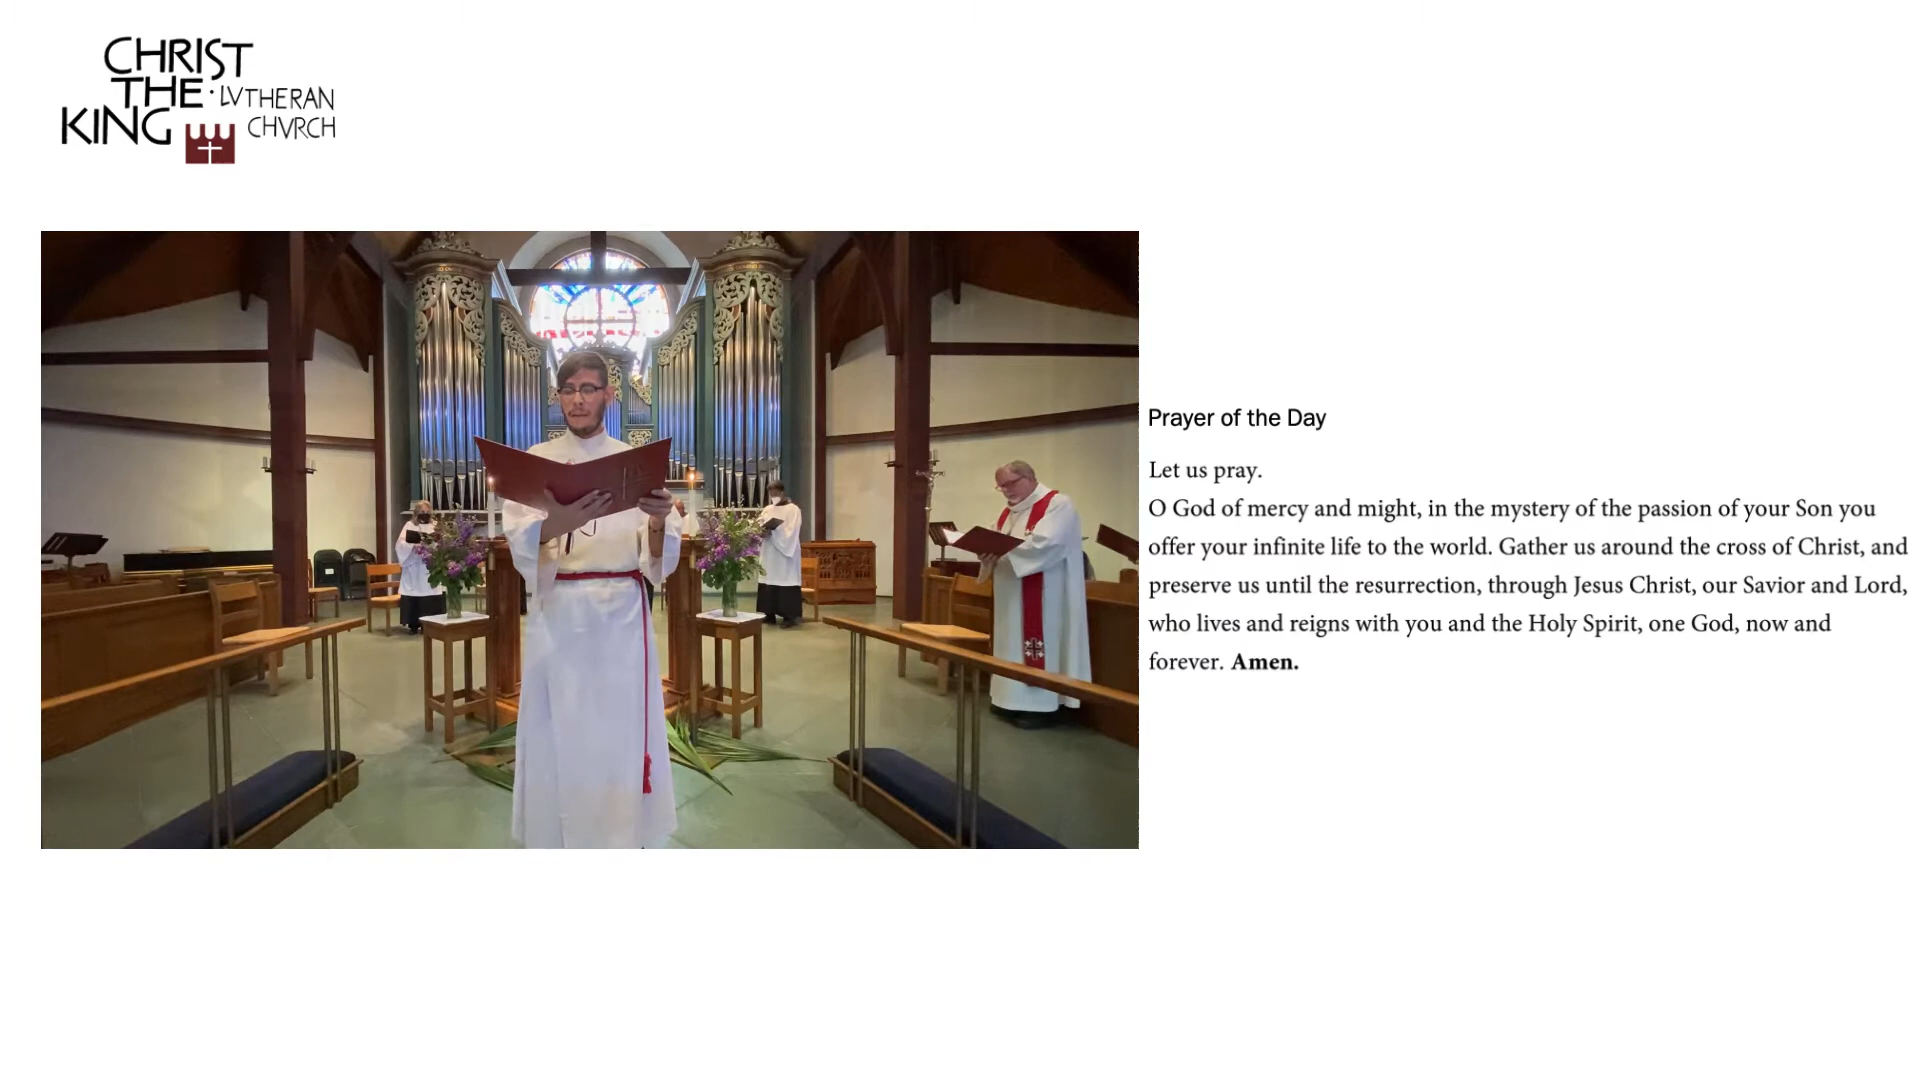 CHRIST
THE · LVTHERAN
KING CHVRCH
Prayer of the Day
Let us pray.
O God of mercy and might, in the mystery of the passion of your Son you
offer your infinite life to the world. Gather us around the cross of Christ, and
preserve us until the resurrection, through Jesus Christ, our Savior and Lord,
who lives and reigns with you and the Holy Spirit, one God, now and
forever. Amen.